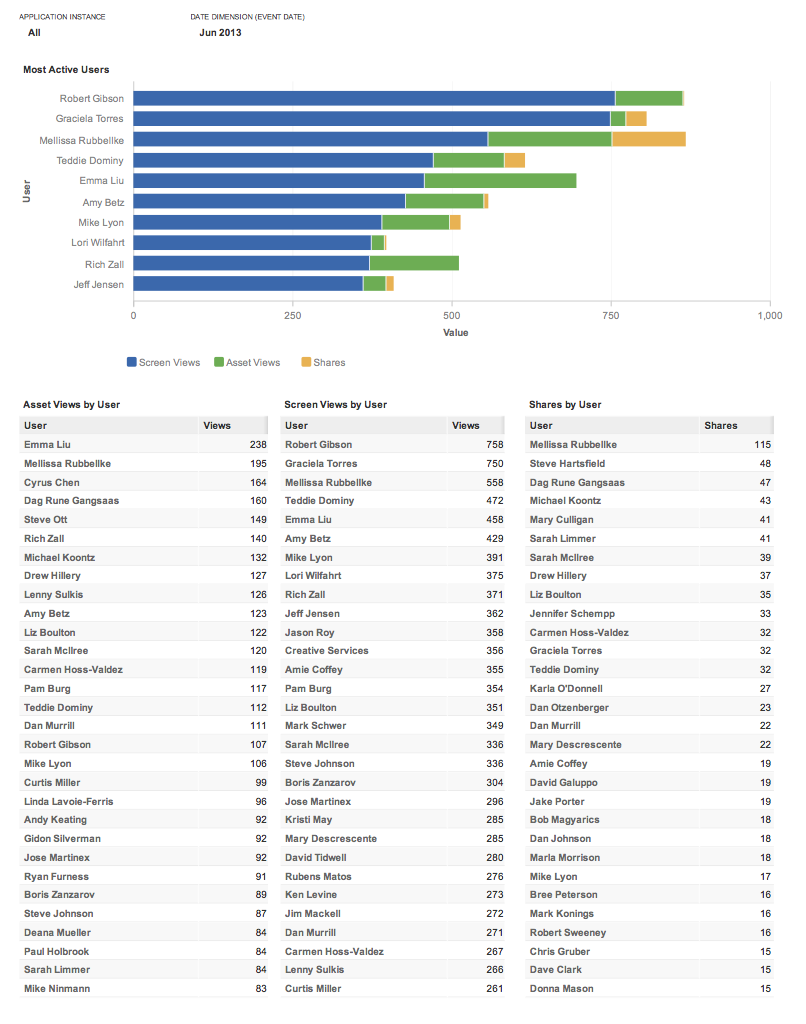 APPLICATION INSTANCE DATE DIMENSION (EVENT DATE)
All Jun 2013
Most Active Users
User
Robert Gibson
Graciela Torres
Mellissa Rubbellke
Teddie Dominy
Emma Liu
Amy Betz
Mike Lyon
Lori Wilfahrt
Rich Zall
Jeff Jensen
0 250 500 750 1,000
Value
Screen Views Asset Views Shares
Asset Views by User
User Views
Emma Liu 238
Mellissa Rubbellke 195
Cyrus Chen 164
Dag Rune Gangsaas 160
Steve Ott 149
Rich Zall 140
Michael Koontz 132
Drew Hillery 127
Lenny Sulkis 126
Amy Betz 123
Liz Boulton 122
Sarah McIlree 120
Carmen Hoss-Valdez 119
Pam Burg 117
Teddie Dominy 112
Dan Murrill 111
Robert Gibson 107
Mike Lyon 106
Curtis Miller 99
Linda Lavoie-Ferris 96
Andy Keating 92
Gidon Silverman 92
Jose Martinex 92
Ryan Furness 91
Boris Zanzarov 89
Steve Johnson 87
Deana Mueller 84
Paul Holbrook 84
Sarah Limmer 84
Mike Ninmann 83
Screen Views by User
User Views
Robert Gibson 758
Graciela Torres 750
Mellissa Rubbellke 558
Teddie Dominy 472
Emma Liu 458
Amy Betz 429
Mike Lyon 391
Lori Wilfahrt 375
Rich Zall 371
Jeff Jensen 362
Jason Roy 358
Creative Services 356
Amie Coffey 355
Pam Burg 354
Liz Boulton 351
Mark Schwer 349
Sarah McIlree 336
Steve Johnson 336
Boris Zanzarov 304
Jose Martinex 296
Kristi May 285
Mary Descrescente 285
David Tidwell 280
Rubens Matos 276
Ken Levine 273
Jim Mackell 272
Dan Murrill 271
Carmen Hoss-Valdez 267
Lenny Sulkis 266
Curtis Miller 261
Shares by User
User Shares
Mellissa Rubbellke 115
Steve Hartsfield 48
Dag Rune Gangsaas 47
Michael Koontz 43
Mary Culligan 41
Sarah Limmer 41
Sarah McIlree 39
Drew Hillery 37
Liz Boulton 35
Jennifer Schempp 33
Carmen Hoss-Valdez 32
Graciela Torres 32
Teddie Dominy 32
Karla O'Donnell 27
Dan Otzenberger 23
Dan Murrill 22
Mary Descrescente 22
Amie Coffey 19
David Galuppo 19
Jake Porter 19
Bob Magyarics 18
Dan Johnson 18
Marla Morrison 18
Mike Lyon 17
Bree Peterson 16
Mark Konings 16
Robert Sweeney 16
Chris Gruber 15
Dave Clark 15
Donna Mason 15